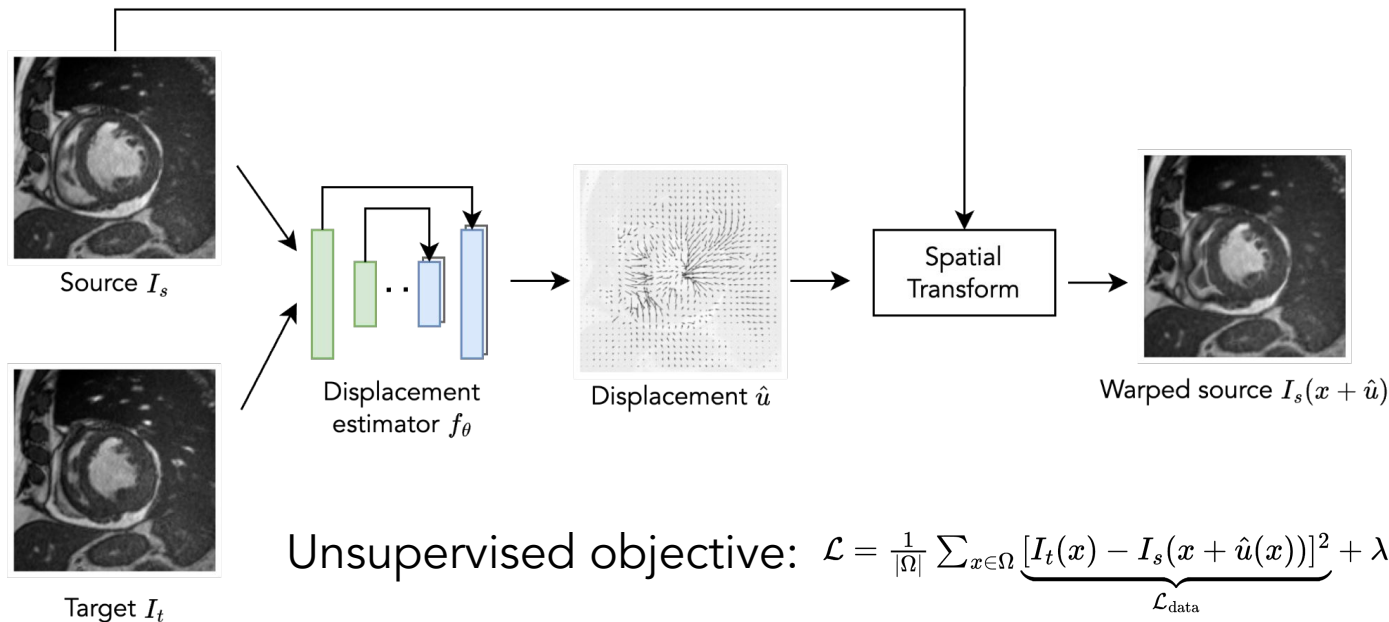 Source $I_s$
Displacement
estimator $f_\theta$
Displacement $\hat{u}$
Spatial
Transform
Warped source $I_s(x + \hat{u})$
Target $I_t$
Unsupervised objective: $\mathcal{L} = \frac{1}{|\Omega|} \sum_{x \in \Omega} \underbrace{[I_t(x) - I_s(x + \hat{u}(x))]^2}_{\mathcal{L}_{\text{data}}} + \lambda$